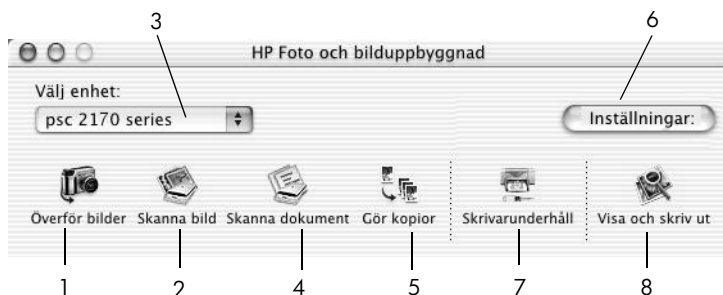 3 6
HP Foto och bilduppbyggnad
Välj enhet:
psc 2170 series
Inställningar:
Överför bilder Skanna bild Skanna dokument Gör kopior Skrivarunderhåll Visa och skriv ut
1 2 4 5 7 8